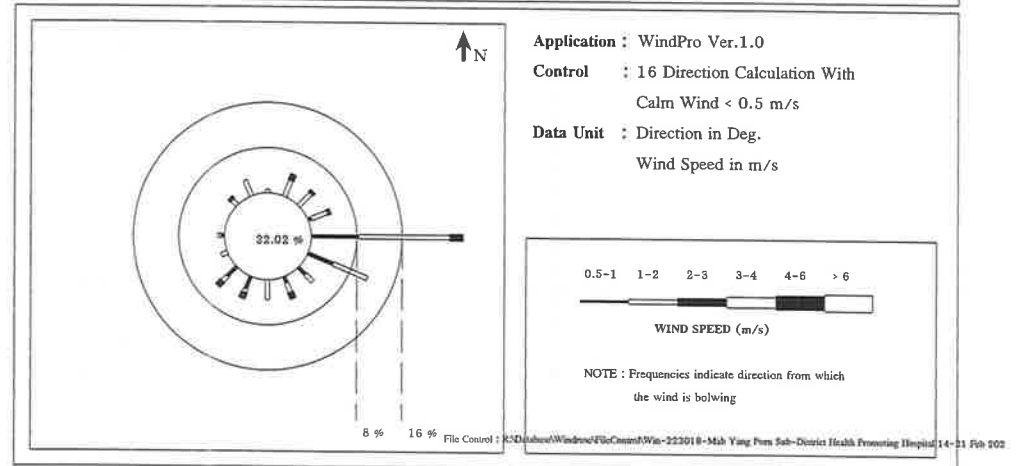 N
Application : WindPro Ver.1.0
Control : 16 Direction Calculation With
Calm Wind < 0.5 m/s
Data Unit : Direction in Deg.
Wind Speed in m/s
32.02 %
0.5-1 1-2 2-3 3-4 4-6 > 6
WIND SPEED (m/s)
NOTE : Frequencies indicate direction from which
the wind is bolwing
8 % 16 %
File Control : Sub-District Health Promoting Hospital 14-21 Feb 202